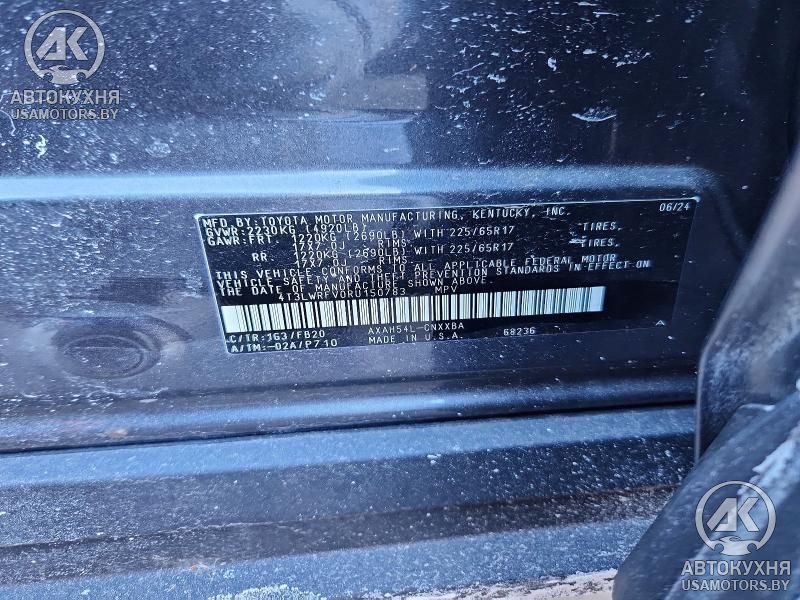 АК
АВТОКУХНЯ
USAMOTORS.BY
MFD BY: TOYOTA MOTOR MANUFACTURING, KENTUCKY, INC. 06/24
GVWR: 2230KG (4920LB)
GAWR: FRT. 1220KG (2690LB) WITH 225/65R17 TIRES,
17X7.0J RIMS
RR 1220KG (2690LB) WITH 225/65R17 TIRES,
17X7.0J RIMS
THIS VEHICLE CONFORMS TO ALL APPLICABLE FEDERAL MOTOR
VEHICLE SAFETY AND THEFT PREVENTION STANDARDS IN EFFECT ON
THE DATE OF MANUFACTURE SHOWN ABOVE.
4T3LWRFV0RU150783 MPV
C/TR: 1G3/FB20 AXAH54L-CNXXBA 68236 A
A/TM: -02A/P710 MADE IN U.S.A.
АК
АВТОКУХНЯ
USAMOTORS.BY